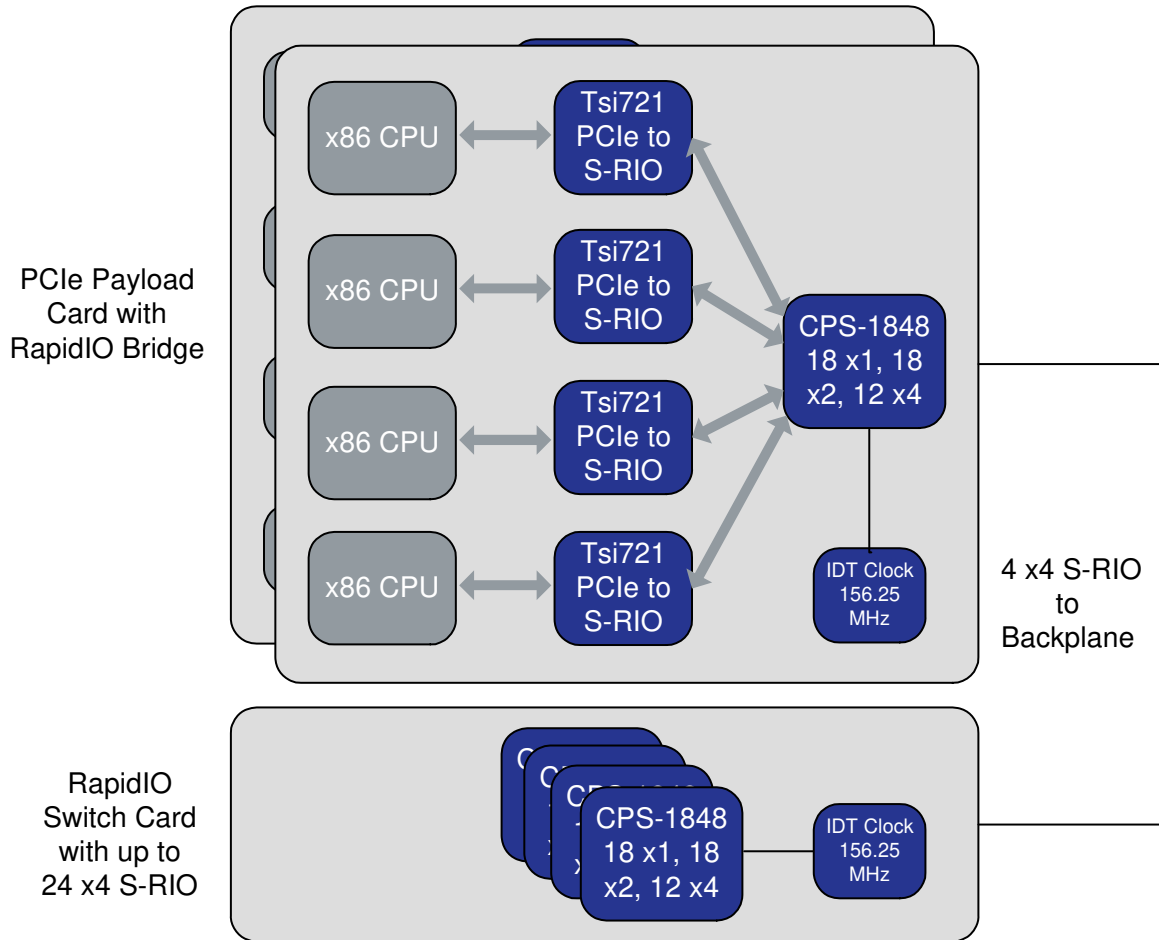 PCIe Payload
Card with
RapidIO Bridge
x86 CPU
Tsi721
PCIe to
S-RIO
x86 CPU
Tsi721
PCIe to
S-RIO
x86 CPU
Tsi721
PCIe to
S-RIO
x86 CPU
Tsi721
PCIe to
S-RIO
CPS-1848
18 x1, 18
x2, 12 x4
IDT Clock
156.25
MHz
4 x4 S-RIO
to
Backplane
RapidIO
Switch Card
with up to
24 x4 S-RIO
CPS-1848
18 x1, 18
x2, 12 x4
IDT Clock
156.25
MHz